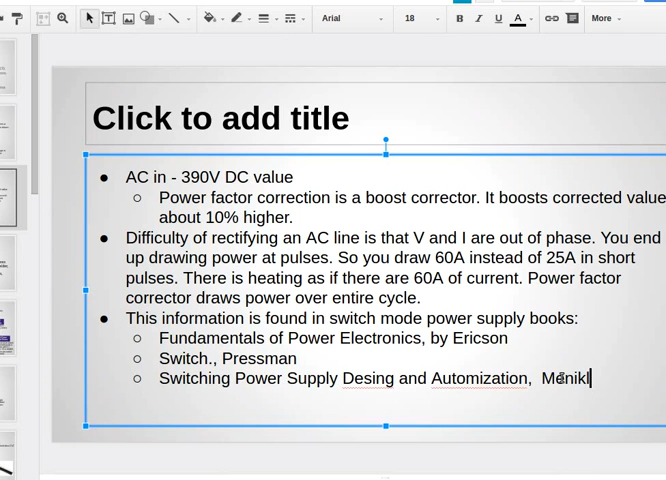 Arial
18
B
I
U
A
More
Click to add title
● AC in - 390V DC value
○ Power factor correction is a boost corrector. It boosts corrected value
about 10% higher.
● Difficulty of rectifying an AC line is that V and I are out of phase. You end
up drawing power at pulses. So you draw 60A instead of 25A in short
pulses. There is heating as if there are 60A of current. Power factor
corrector draws power over entire cycle.
● This information is found in switch mode power supply books:
○ Fundamentals of Power Electronics, by Ericson
○ Switch., Pressman
○ Switching Power Supply Desing and Automization, Menikl